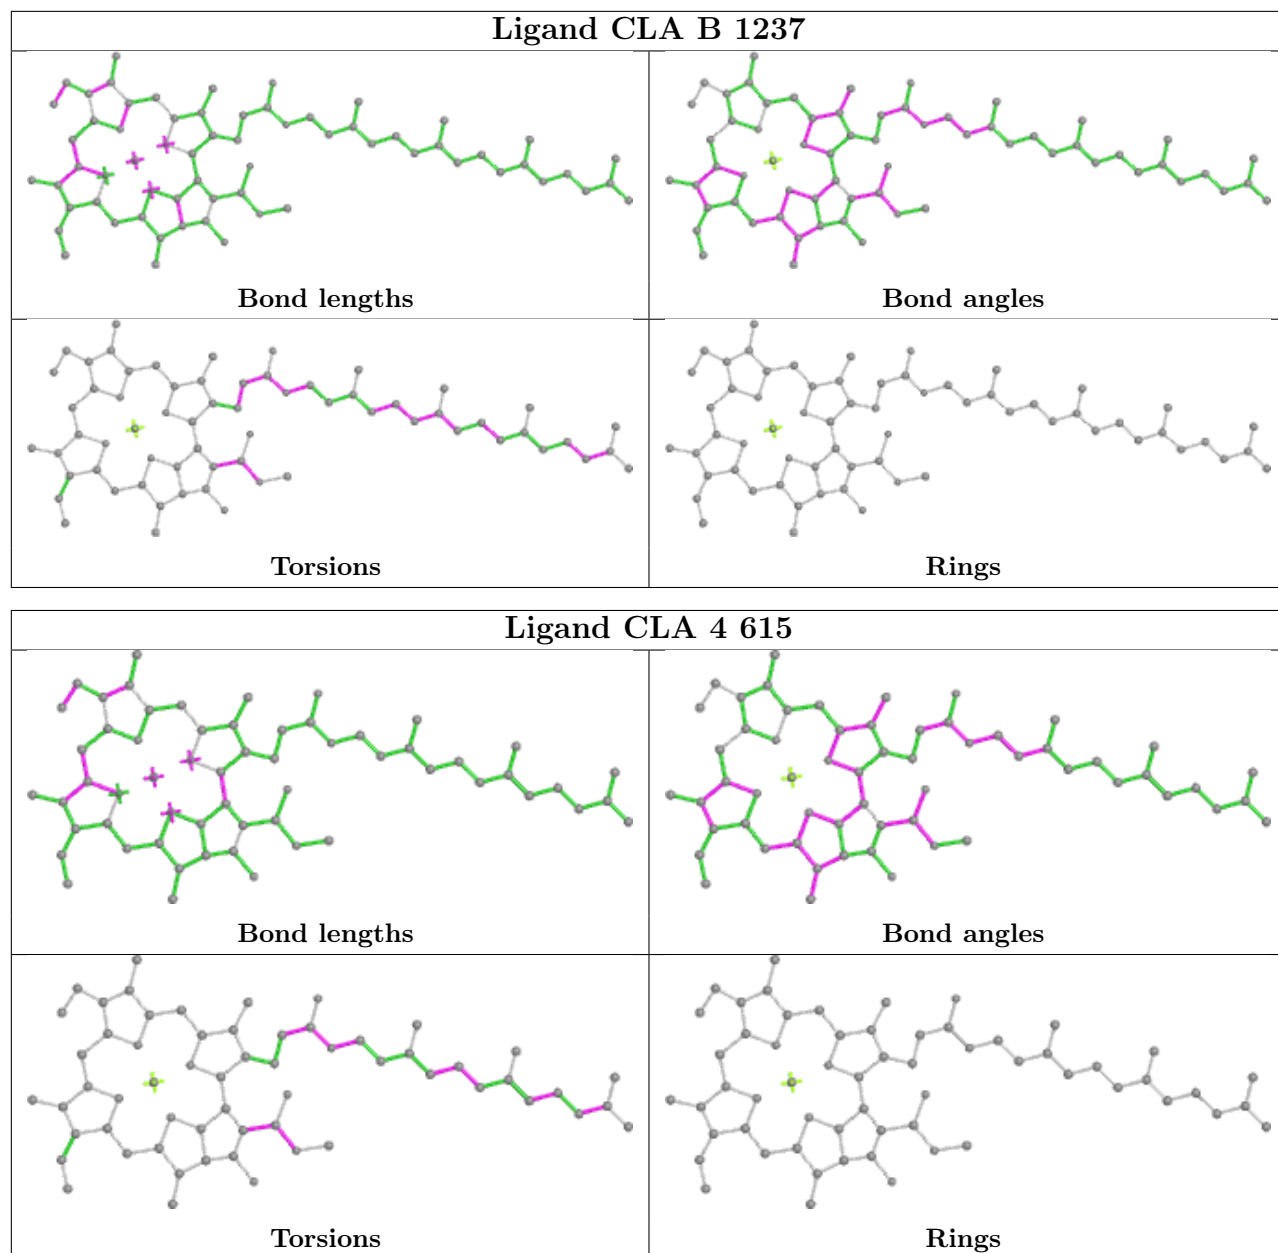 Ligand CLA B 1237
Bond lengths
Bond angles
Torsions
Rings
Ligand CLA 4 615
Bond lengths
Bond angles
Torsions
Rings